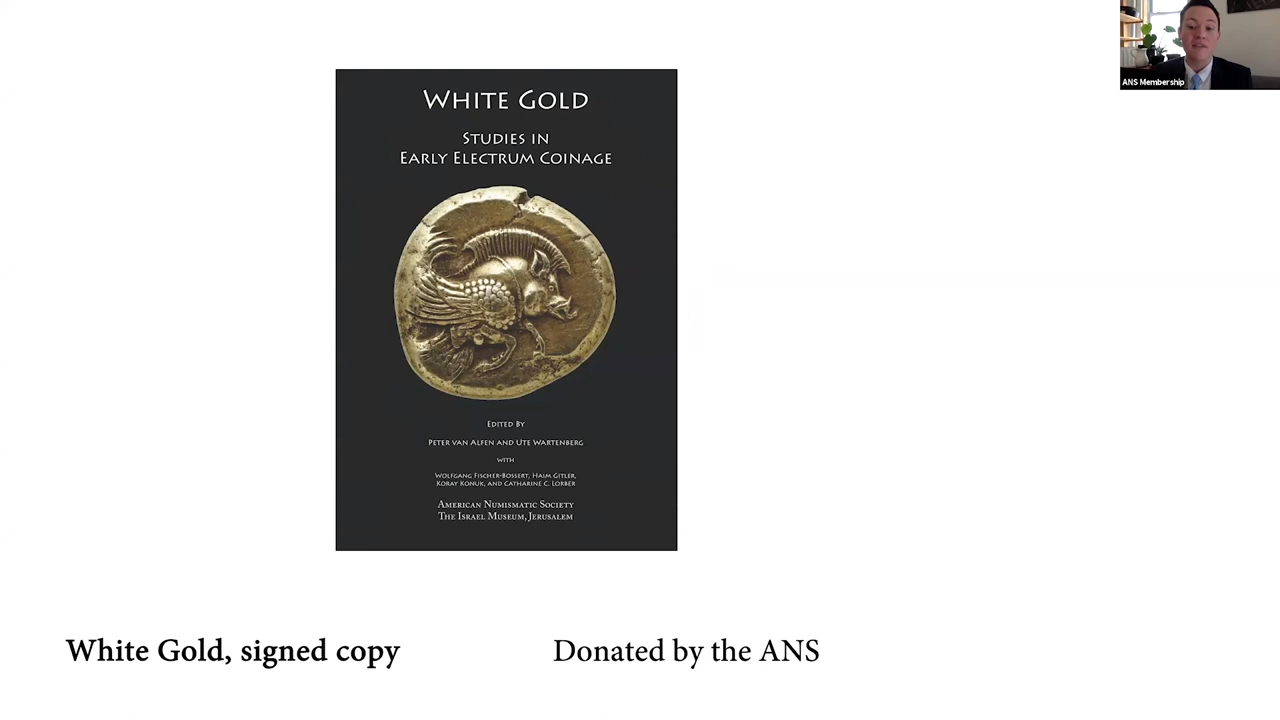 ANS Membership
WHITE GOLD
STUDIES IN
EARLY ELECTRUM COINAGE
EDITED BY
PETER VAN ALFEN AND UTE WARTENBERG
WITH
WOLFGANG FISCHER-BOSSERT, HAIM GITLER,
KORAY KONUK, AND CATHARINE C. LORBER
AMERICAN NUMISMATIC SOCIETY
THE ISRAEL MUSEUM, JERUSALEM
White Gold, signed copy
Donated by the ANS